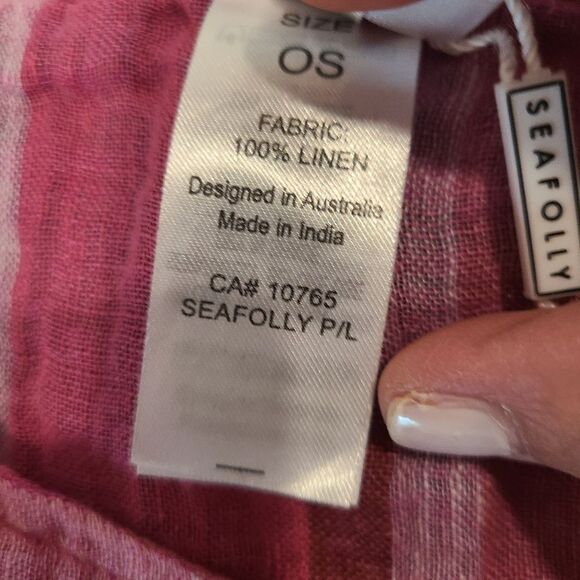 SIZE
OS
FABRIC:
100% LINEN
Designed in Australia
Made in India
CA# 10765
SEAFOLLY P/L
SEAFOLLY